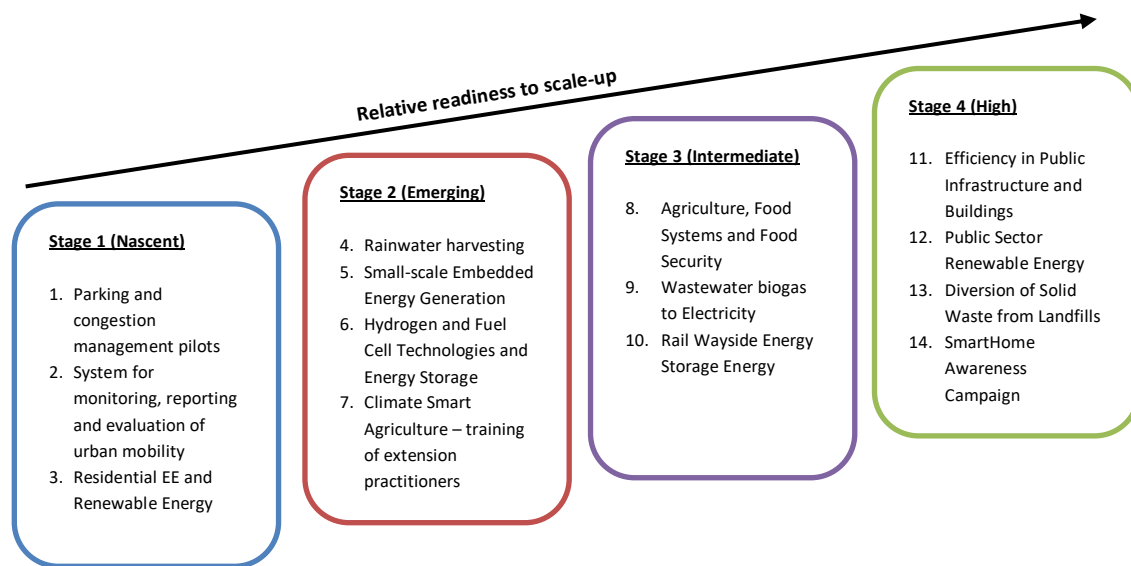 Relative readiness to scale-up
Stage 1 (Nascent)
1. Parking and
congestion
management pilots
2. System for
monitoring, reporting
and evaluation of
urban mobility
3. Residential EE and
Renewable Energy
Stage 2 (Emerging)
4. Rainwater harvesting
5. Small-scale Embedded
Energy Generation
6. Hydrogen and Fuel
Cell Technologies and
Energy Storage
7. Climate Smart
Agriculture – training
of extension
practitioners
Stage 3 (Intermediate)
8. Agriculture, Food
Systems and Food
Security
9. Wastewater biogas
to Electricity
10. Rail Wayside Energy
Storage Energy
Stage 4 (High)
11. Efficiency in Public
Infrastructure and
Buildings
12. Public Sector
Renewable Energy
13. Diversion of Solid
Waste from Landfills
14. SmartHome
Awareness
Campaign